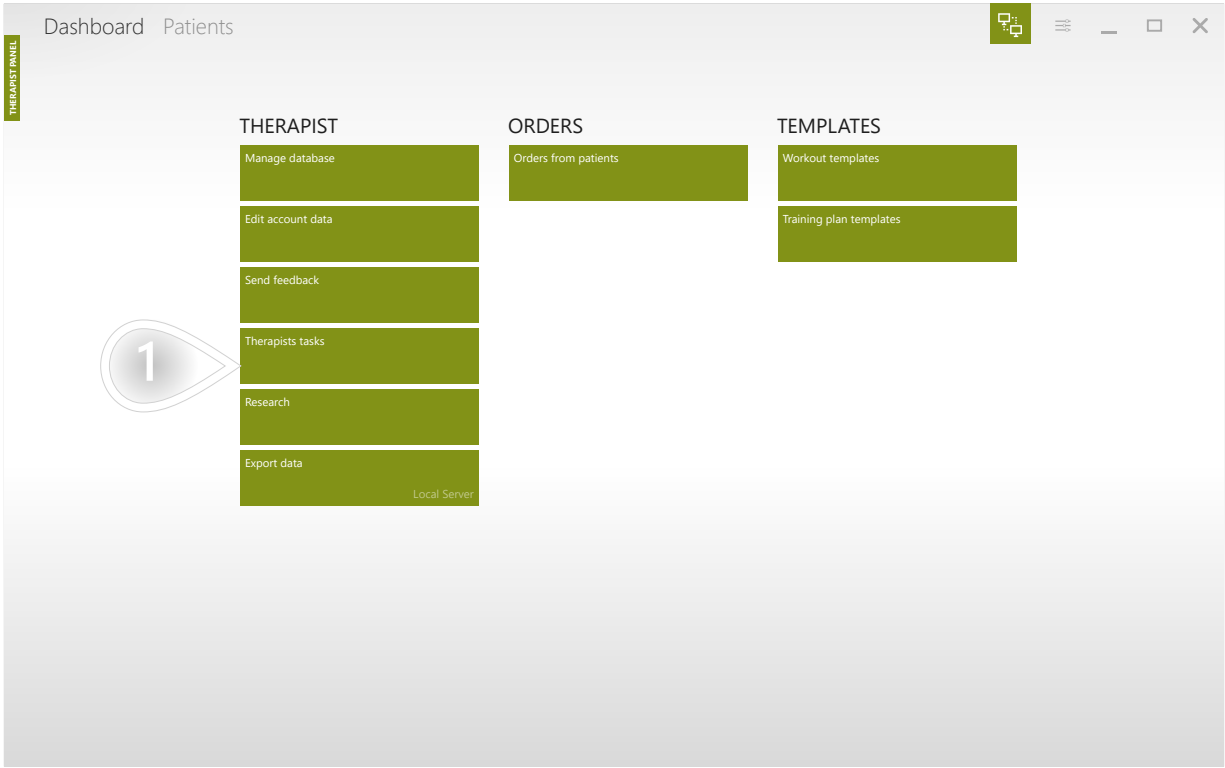 Dashboard Patients
THERAPIST PANEL
THERAPIST
Manage database
Edit account data
Send feedback
Therapists tasks
1
Research
Export data
Local Server
ORDERS
Orders from patients
TEMPLATES
Workout templates
Training plan templates